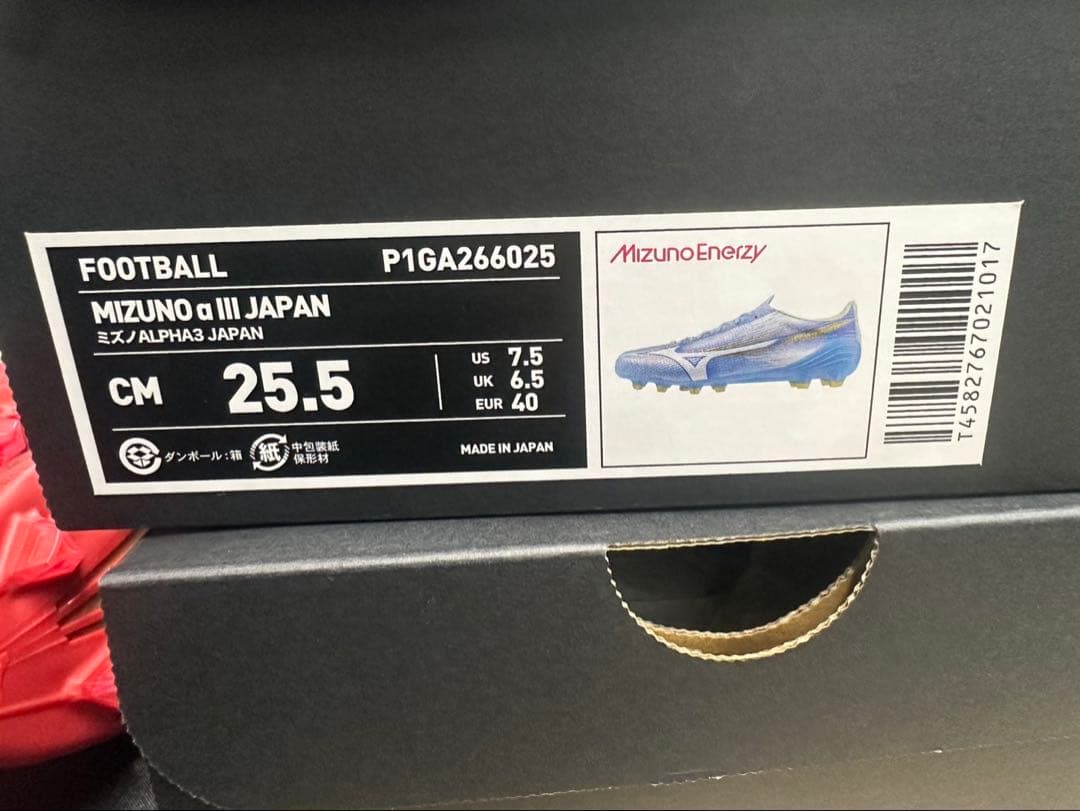 FOOTBALL P1GA266025
MIZUNO α III JAPAN
ミズノALPHA3 JAPAN
CM 25.5
US 7.5
UK 6.5
EUR 40
ダンボール:箱
紙
中包装紙
保形材
MADE IN JAPAN
MIZUNO ENERZY
T4582767021017